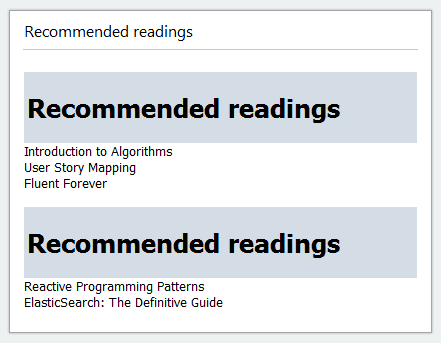 Recommended readings
Recommended readings
Introduction to Algorithms
User Story Mapping
Fluent Forever
Recommended readings
Reactive Programming Patterns
ElasticSearch: The Definitive Guide